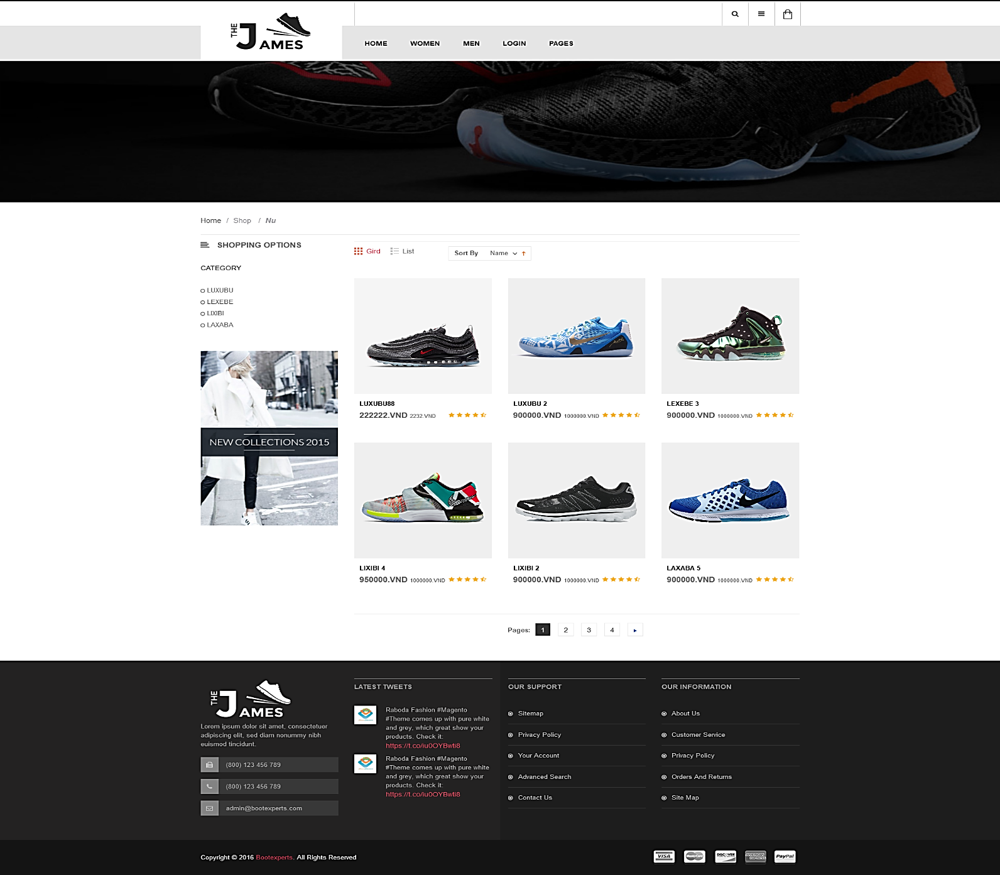 THE JAMES
HOME WOMEN MEN LOGIN PAGES
Home / Shop / Nu
SHOPPING OPTIONS
CATEGORY
LUXUBU
LEXEBE
LIXIBI
LAXABA
NEW COLLECTIONS 2015
Gird List Sort By Name
LUXUBU88
222222.VND 2232.VND
LUXUBU 2
900000.VND 1000000.VND
LEXEBE 3
900000.VND 1000000.VND
LIXIBI 4
950000.VND 1000000.VND
LIXIBI 2
900000.VND 1000000.VND
LAXABA 5
900000.VND 1000000.VND
Pages: 1 2 3 4
THE JAMES
Lorem ipsum dolor sit amet, consectetuer
adipiscing elit, sed diam nonummy nibh
euismod tincidunt.
(800) 123 456 789
(800) 123 456 789
admin@bootexperts.com
LATEST TWEETS
Raboda Fashion #Magento
#Theme comes up with pure white
and grey, which great show your
products. Check it:
https://t.co/iu0OYBwti8
Raboda Fashion #Magento
#Theme comes up with pure white
and grey, which great show your
products. Check it:
https://t.co/iu0OYBwti8
OUR SUPPORT
Sitemap
Privacy Policy
Your Account
Advanced Search
Contact Us
OUR INFORMATION
About Us
Customer Service
Privacy Policy
Orders And Returns
Site Map
Copyright © 2016 Bootexperts. All Rights Reserved
VISA MasterCard DISCOVER AMERICAN EXPRESS PayPal